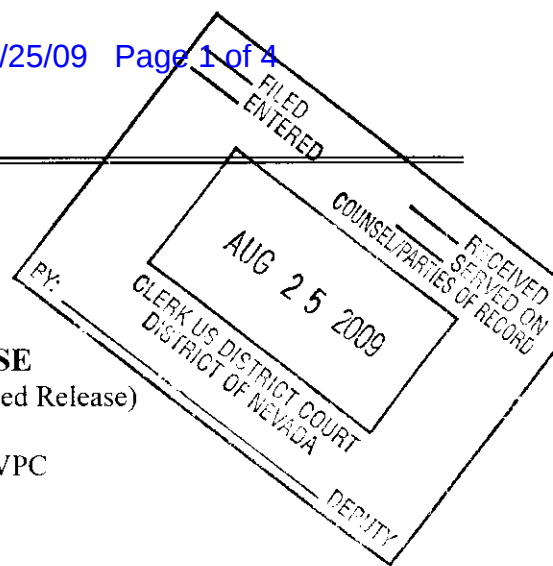 /25/09 Page 1 of 4
FILED
ENTERED
RECEIVED
SERVED ON
COUNSEL/PARTIES OF RECORD
AUG 25 2009
CLERK US DISTRICT COURT
DISTRICT OF NEVADA
BY:
DEPUTY
SE
ed Release)
VPC